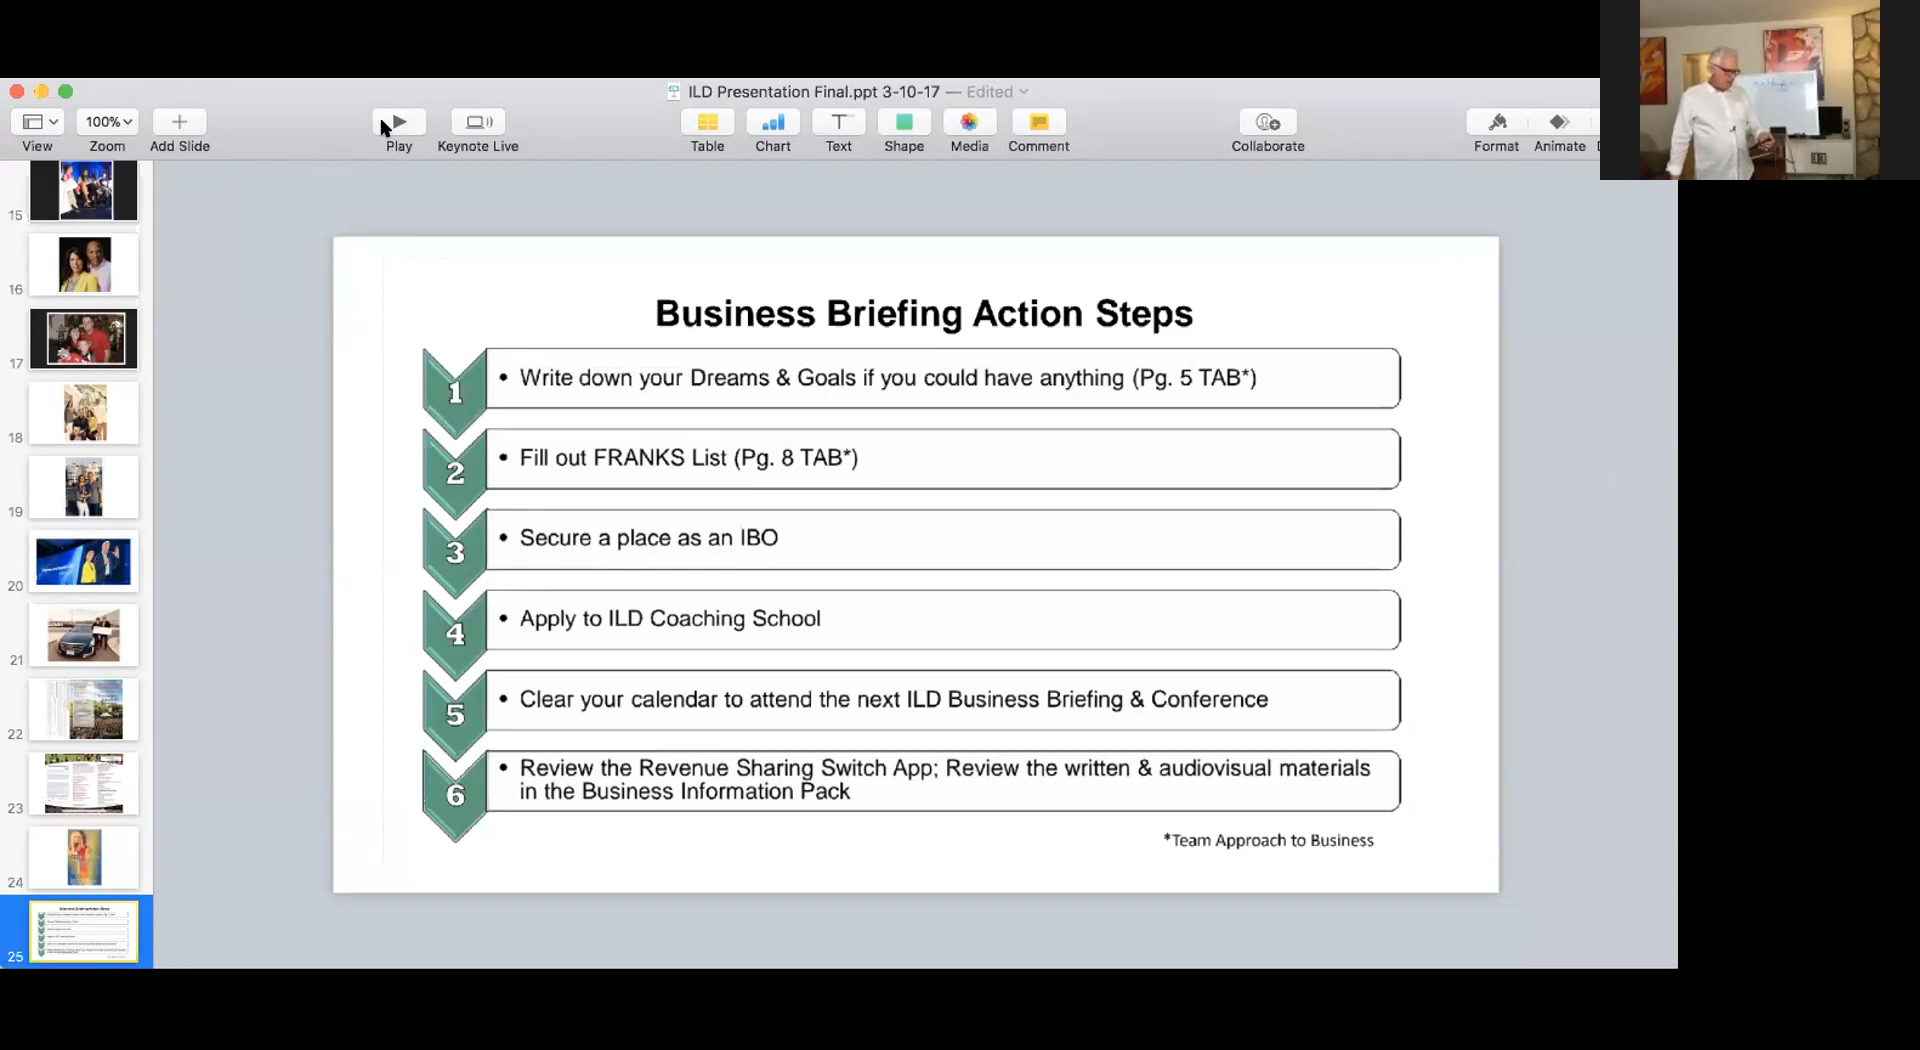 ILD Presentation Final.ppt 3-10-17 — Edited
100%
View
Zoom
Add Slide
Play
Keynote Live
Table
Chart
Text
Shape
Media
Comment
Collaborate
Format
Animate
15
16
17
18
19
20
21
22
23
24
25
Business Briefing Action Steps
1
• Write down your Dreams & Goals if you could have anything (Pg. 5 TAB*)
2
• Fill out FRANKS List (Pg. 8 TAB*)
3
• Secure a place as an IBO
4
• Apply to ILD Coaching School
5
• Clear your calendar to attend the next ILD Business Briefing & Conference
6
• Review the Revenue Sharing Switch App; Review the written & audiovisual materials
in the Business Information Pack
*Team Approach to Business